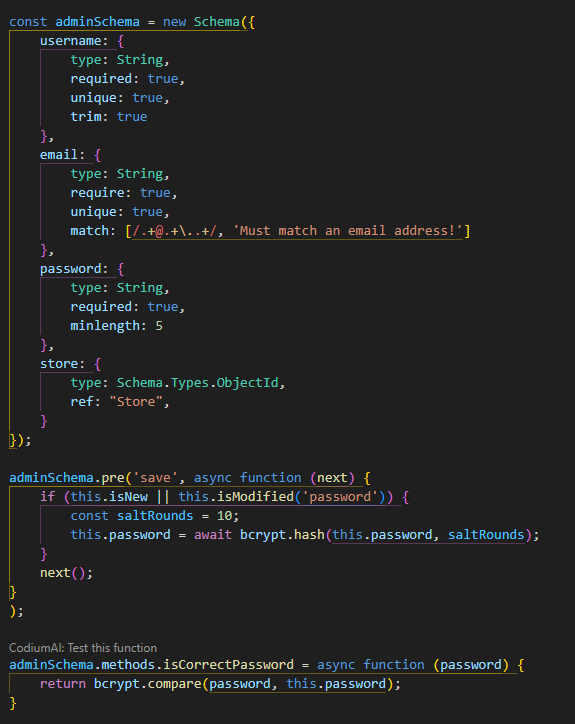 const adminSchema = new Schema({
    username: {
        type: String,
        required: true,
        unique: true,
        trim: true
    },
    email: {
        type: String,
        require: true,
        unique: true,
        match: [/.+@.+\..+/, 'Must match an email address!']
    },
    password: {
        type: String,
        required: true,
        minlength: 5
    },
    store: {
        type: Schema.Types.ObjectId,
        ref: "Store",
    }
});

adminSchema.pre('save', async function (next) {
    if (this.isNew || this.isModified('password')) {
        const saltRounds = 10;
        this.password = await bcrypt.hash(this.password, saltRounds);
    }
    next();
}
);

CodiumAI: Test this function
adminSchema.methods.isCorrectPassword = async function (password) {
    return bcrypt.compare(password, this.password);
}